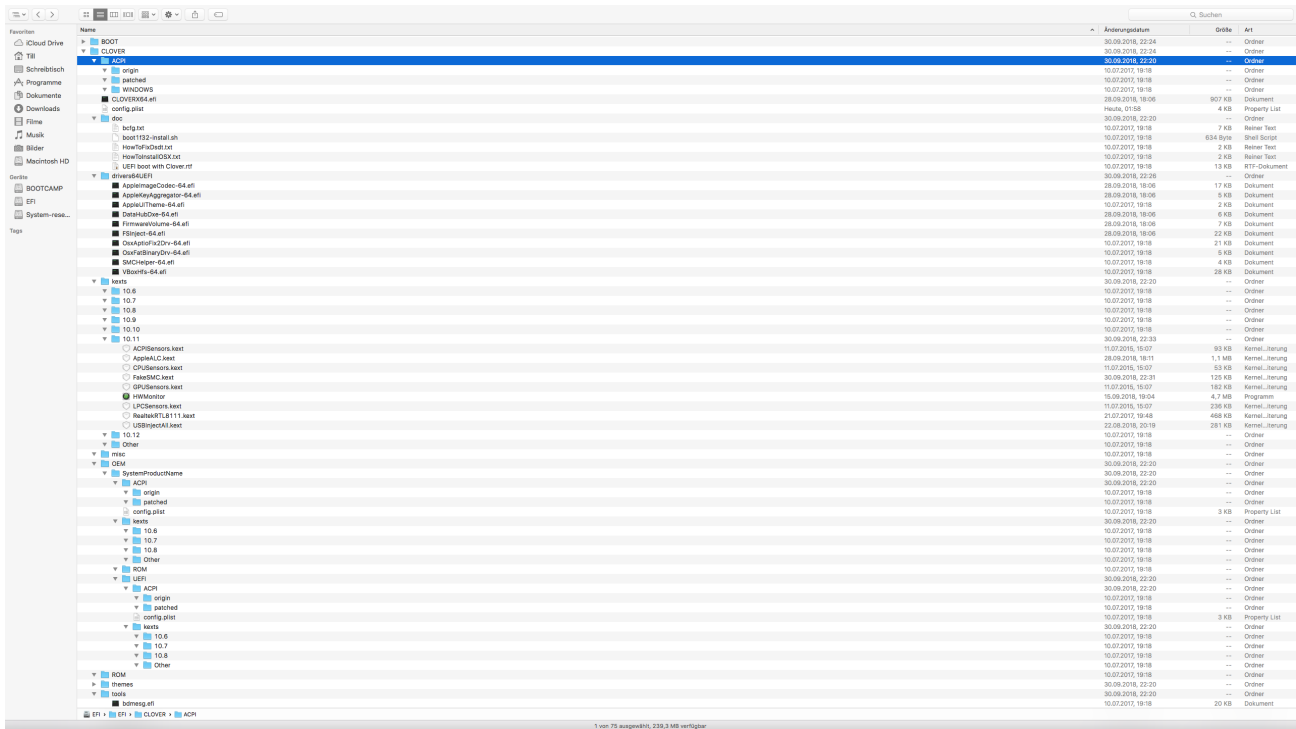 Suchen
Favoriten
iCloud Drive
Till
Schreibtisch
Programme
Dokumente
Downloads
Filme
Musik
Bilder
Macintosh HD
Geräte
BOOTCAMP
EFI
System-rese...
Tags
Name Änderungsdatum Größe Art
BOOT 30.09.2018, 22:24 -- Ordner
CLOVER 30.09.2018, 22:24 -- Ordner
ACPI 30.09.2018, 22:20 -- Ordner
origin 10.07.2017, 19:18 -- Ordner
patched 10.07.2017, 19:18 -- Ordner
WINDOWS 10.07.2017, 19:18 -- Ordner
CLOVERX64.efi 28.09.2018, 18:06 907 KB Dokument
config.plist Heute, 01:58 4 KB Property List
doc 30.09.2018, 22:20 -- Ordner
bcfg.txt 10.07.2017, 19:18 7 KB Reiner Text
boot1f32-install.sh 10.07.2017, 19:18 634 Byte Shell Script
HowToFixDsdt.txt 10.07.2017, 19:18 2 KB Reiner Text
HowToInstallOSX.txt 10.07.2017, 19:18 2 KB Reiner Text
UEFI boot with Clover.rtf 10.07.2017, 19:18 13 KB RTF-Dokument
drivers64UEFI 30.09.2018, 22:26 -- Ordner
AppleImageCodec-64.efi 28.09.2018, 18:06 17 KB Dokument
AppleKeyAggregator-64.efi 28.09.2018, 18:06 5 KB Dokument
AppleUITheme-64.efi 10.07.2017, 19:18 2 KB Dokument
DataHubDxe-64.efi 28.09.2018, 18:06 6 KB Dokument
FirmwareVolume-64.efi 28.09.2018, 18:06 7 KB Dokument
FSInject-64.efi 28.09.2018, 18:06 22 KB Dokument
OsxAptioFix2Drv-64.efi 10.07.2017, 19:18 21 KB Dokument
OsxFatBinaryDrv-64.efi 10.07.2017, 19:18 5 KB Dokument
SMCHelper-64.efi 10.07.2017, 19:18 4 KB Dokument
VBoxHfs-64.efi 10.07.2017, 19:18 28 KB Dokument
kexts 30.09.2018, 22:20 -- Ordner
10.6 10.07.2017, 19:18 -- Ordner
10.7 10.07.2017, 19:18 -- Ordner
10.8 10.07.2017, 19:18 -- Ordner
10.9 10.07.2017, 19:18 -- Ordner
10.10 10.07.2017, 19:18 -- Ordner
10.11 30.09.2018, 22:33 -- Ordner
ACPISensors.kext 11.07.2015, 15:07 93 KB Kernel...iterung
AppleALC.kext 28.09.2018, 18:11 1,1 MB Kernel...iterung
CPUSensors.kext 11.07.2015, 15:07 53 KB Kernel...iterung
FakeSMC.kext 30.09.2018, 22:31 125 KB Kernel...iterung
GPUSensors.kext 11.07.2015, 15:07 182 KB Kernel...iterung
HWMonitor 15.09.2018, 19:04 4,7 MB Programm
LPCSensors.kext 11.07.2015, 15:07 236 KB Kernel...iterung
RealtekRTL8111.kext 21.07.2017, 19:48 468 KB Kernel...iterung
USBInjectAll.kext 22.08.2018, 20:19 281 KB Kernel...iterung
10.12 10.07.2017, 19:18 -- Ordner
Other 10.07.2017, 19:18 -- Ordner
misc 10.07.2017, 19:18 -- Ordner
OEM 30.09.2018, 22:20 -- Ordner
SystemProductName 30.09.2018, 22:20 -- Ordner
ACPI 30.09.2018, 22:20 -- Ordner
origin 10.07.2017, 19:18 -- Ordner
patched 10.07.2017, 19:18 -- Ordner
config.plist 10.07.2017, 19:18 3 KB Property List
kexts 30.09.2018, 22:20 -- Ordner
10.6 10.07.2017, 19:18 -- Ordner
10.7 10.07.2017, 19:18 -- Ordner
10.8 10.07.2017, 19:18 -- Ordner
Other 10.07.2017, 19:18 -- Ordner
ROM 10.07.2017, 19:18 -- Ordner
UEFI 30.09.2018, 22:20 -- Ordner
ACPI 30.09.2018, 22:20 -- Ordner
origin 10.07.2017, 19:18 -- Ordner
patched 10.07.2017, 19:18 -- Ordner
config.plist 10.07.2017, 19:18 3 KB Property List
kexts 30.09.2018, 22:20 -- Ordner
10.6 10.07.2017, 19:18 -- Ordner
10.7 10.07.2017, 19:18 -- Ordner
10.8 10.07.2017, 19:18 -- Ordner
Other 10.07.2017, 19:18 -- Ordner
ROM 10.07.2017, 19:18 -- Ordner
themes 30.09.2018, 22:20 -- Ordner
tools 30.09.2018, 22:20 -- Ordner
bdmesg.efi 10.07.2017, 19:18 20 KB Dokument
EFI › EFI › CLOVER › ACPI
1 von 75 ausgewählt, 239,3 MB verfügbar